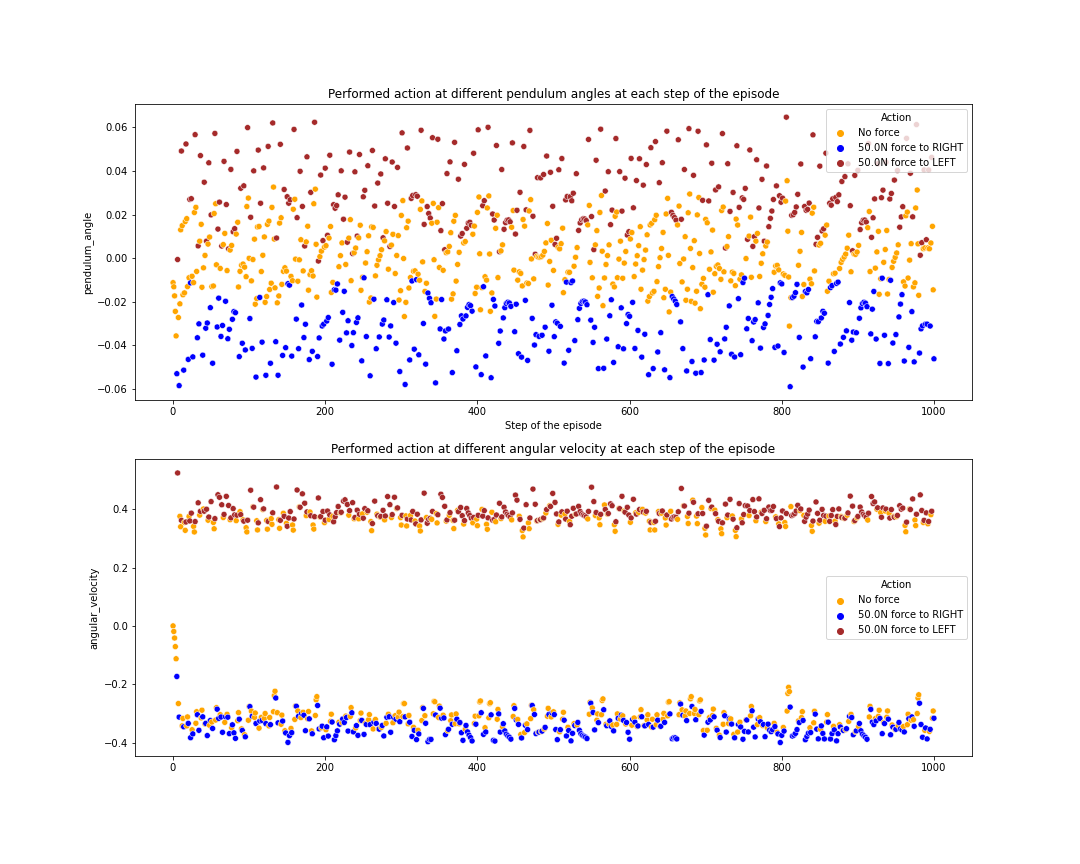 Performed action at different pendulum angles at each step of the episode
pendulum_angle
0.06
0.04
0.02
0.00
−0.02
−0.04
−0.06
Action
No force
50.0N force to RIGHT
50.0N force to LEFT
0
200
400
600
800
1000
Step of the episode
Performed action at different angular velocity at each step of the episode
angular_velocity
0.4
0.2
0.0
−0.2
−0.4
Action
No force
50.0N force to RIGHT
50.0N force to LEFT
0
200
400
600
800
1000